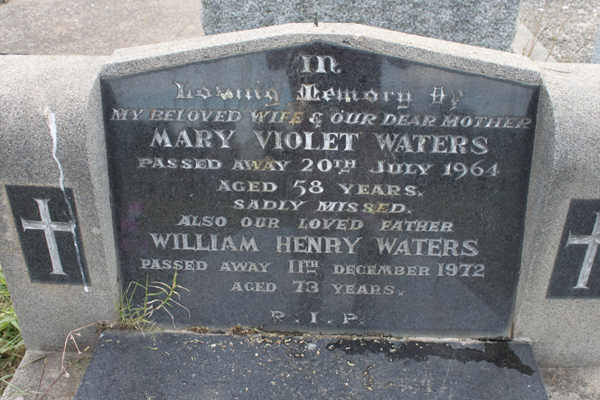 In
Loving Memory Of
MY BELOVED WIFE & OUR DEAR MOTHER
MARY VIOLET WATERS
PASSED AWAY 20TH JULY 1964
AGED 58 YEARS.
SADLY MISSED.
ALSO OUR LOVED FATHER
WILLIAM HENRY WATERS
PASSED AWAY 11TH DECEMBER 1972
AGED 73 YEARS.
R.I.P.